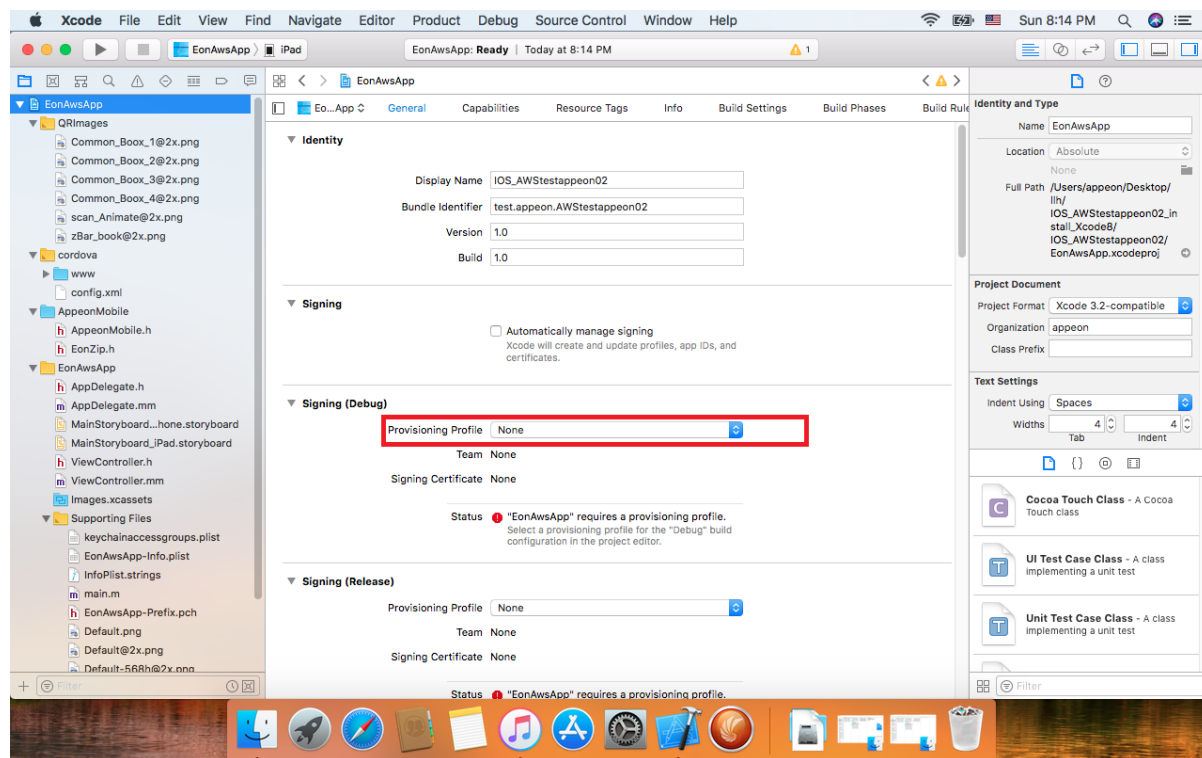 Xcode File Edit View Find Navigate Editor Product Debug Source Control Window Help Sun 8:14 PM
EonAwsApp iPad EonAwsApp: Ready | Today at 8:14 PM 1
EonAwsApp
QRImages
Common_Boox_1@2x.png
Common_Boox_2@2x.png
Common_Boox_3@2x.png
Common_Boox_4@2x.png
scan_Animate@2x.png
zBar_book@2x.png
cordova
www
config.xml
AppeonMobile
AppeonMobile.h
EonZip.h
EonAwsApp
AppDelegate.h
AppDelegate.mm
MainStoryboard...hone.storyboard
MainStoryboard_iPad.storyboard
ViewController.h
ViewController.mm
Images.xcassets
Supporting Files
keychainaccessgroups.plist
EonAwsApp-Info.plist
InfoPlist.strings
main.m
EonAwsApp-Prefix.pch
Default.png
Default@2x.png
Default-568h@2x.png
Filter
EonAwsApp
Eo...App General Capabilities Resource Tags Info Build Settings Build Phases Build Rule
Identity
Display Name IOS_AWStestappeon02
Bundle Identifier test.appeon.AWStestappeon02
Version 1.0
Build 1.0
Signing
Automatically manage signing
Xcode will create and update profiles, app IDs, and
certificates.
Signing (Debug)
Provisioning Profile None
Team None
Signing Certificate None
Status "EonAwsApp" requires a provisioning profile.
Select a provisioning profile for the "Debug" build
configuration in the project editor.
Signing (Release)
Provisioning Profile None
Team None
Signing Certificate None
Status "EonAwsApp" requires a provisioning profile.
Identity and Type
Name EonAwsApp
Location Absolute
None
Full Path /Users/appeon/Desktop/
llh/
IOS_AWStestappeon02_in
stall_Xcode8/
IOS_AWStestappeon02/
EonAwsApp.xcodeproj
Project Document
Project Format Xcode 3.2-compatible
Organization appeon
Class Prefix
Text Settings
Indent Using Spaces
Widths 4 4
Tab Indent
Cocoa Touch Class - A Cocoa
Touch class
UI Test Case Class - A class
implementing a unit test
Unit Test Case Class - A class
implementing a unit test
Filter